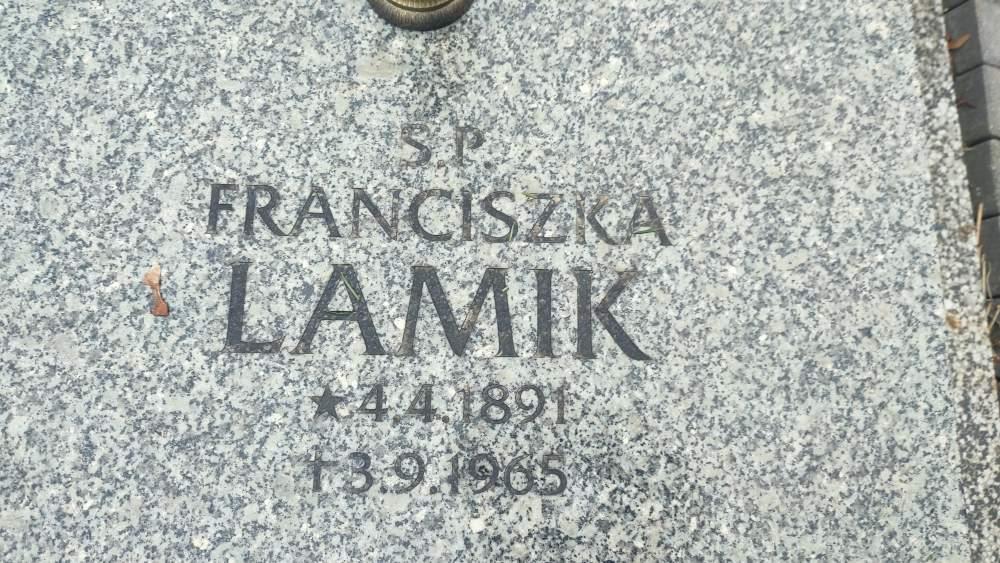 S.P.
FRANCISZKA
LAMIK
★ 4.4.1891
† 3.9.1965